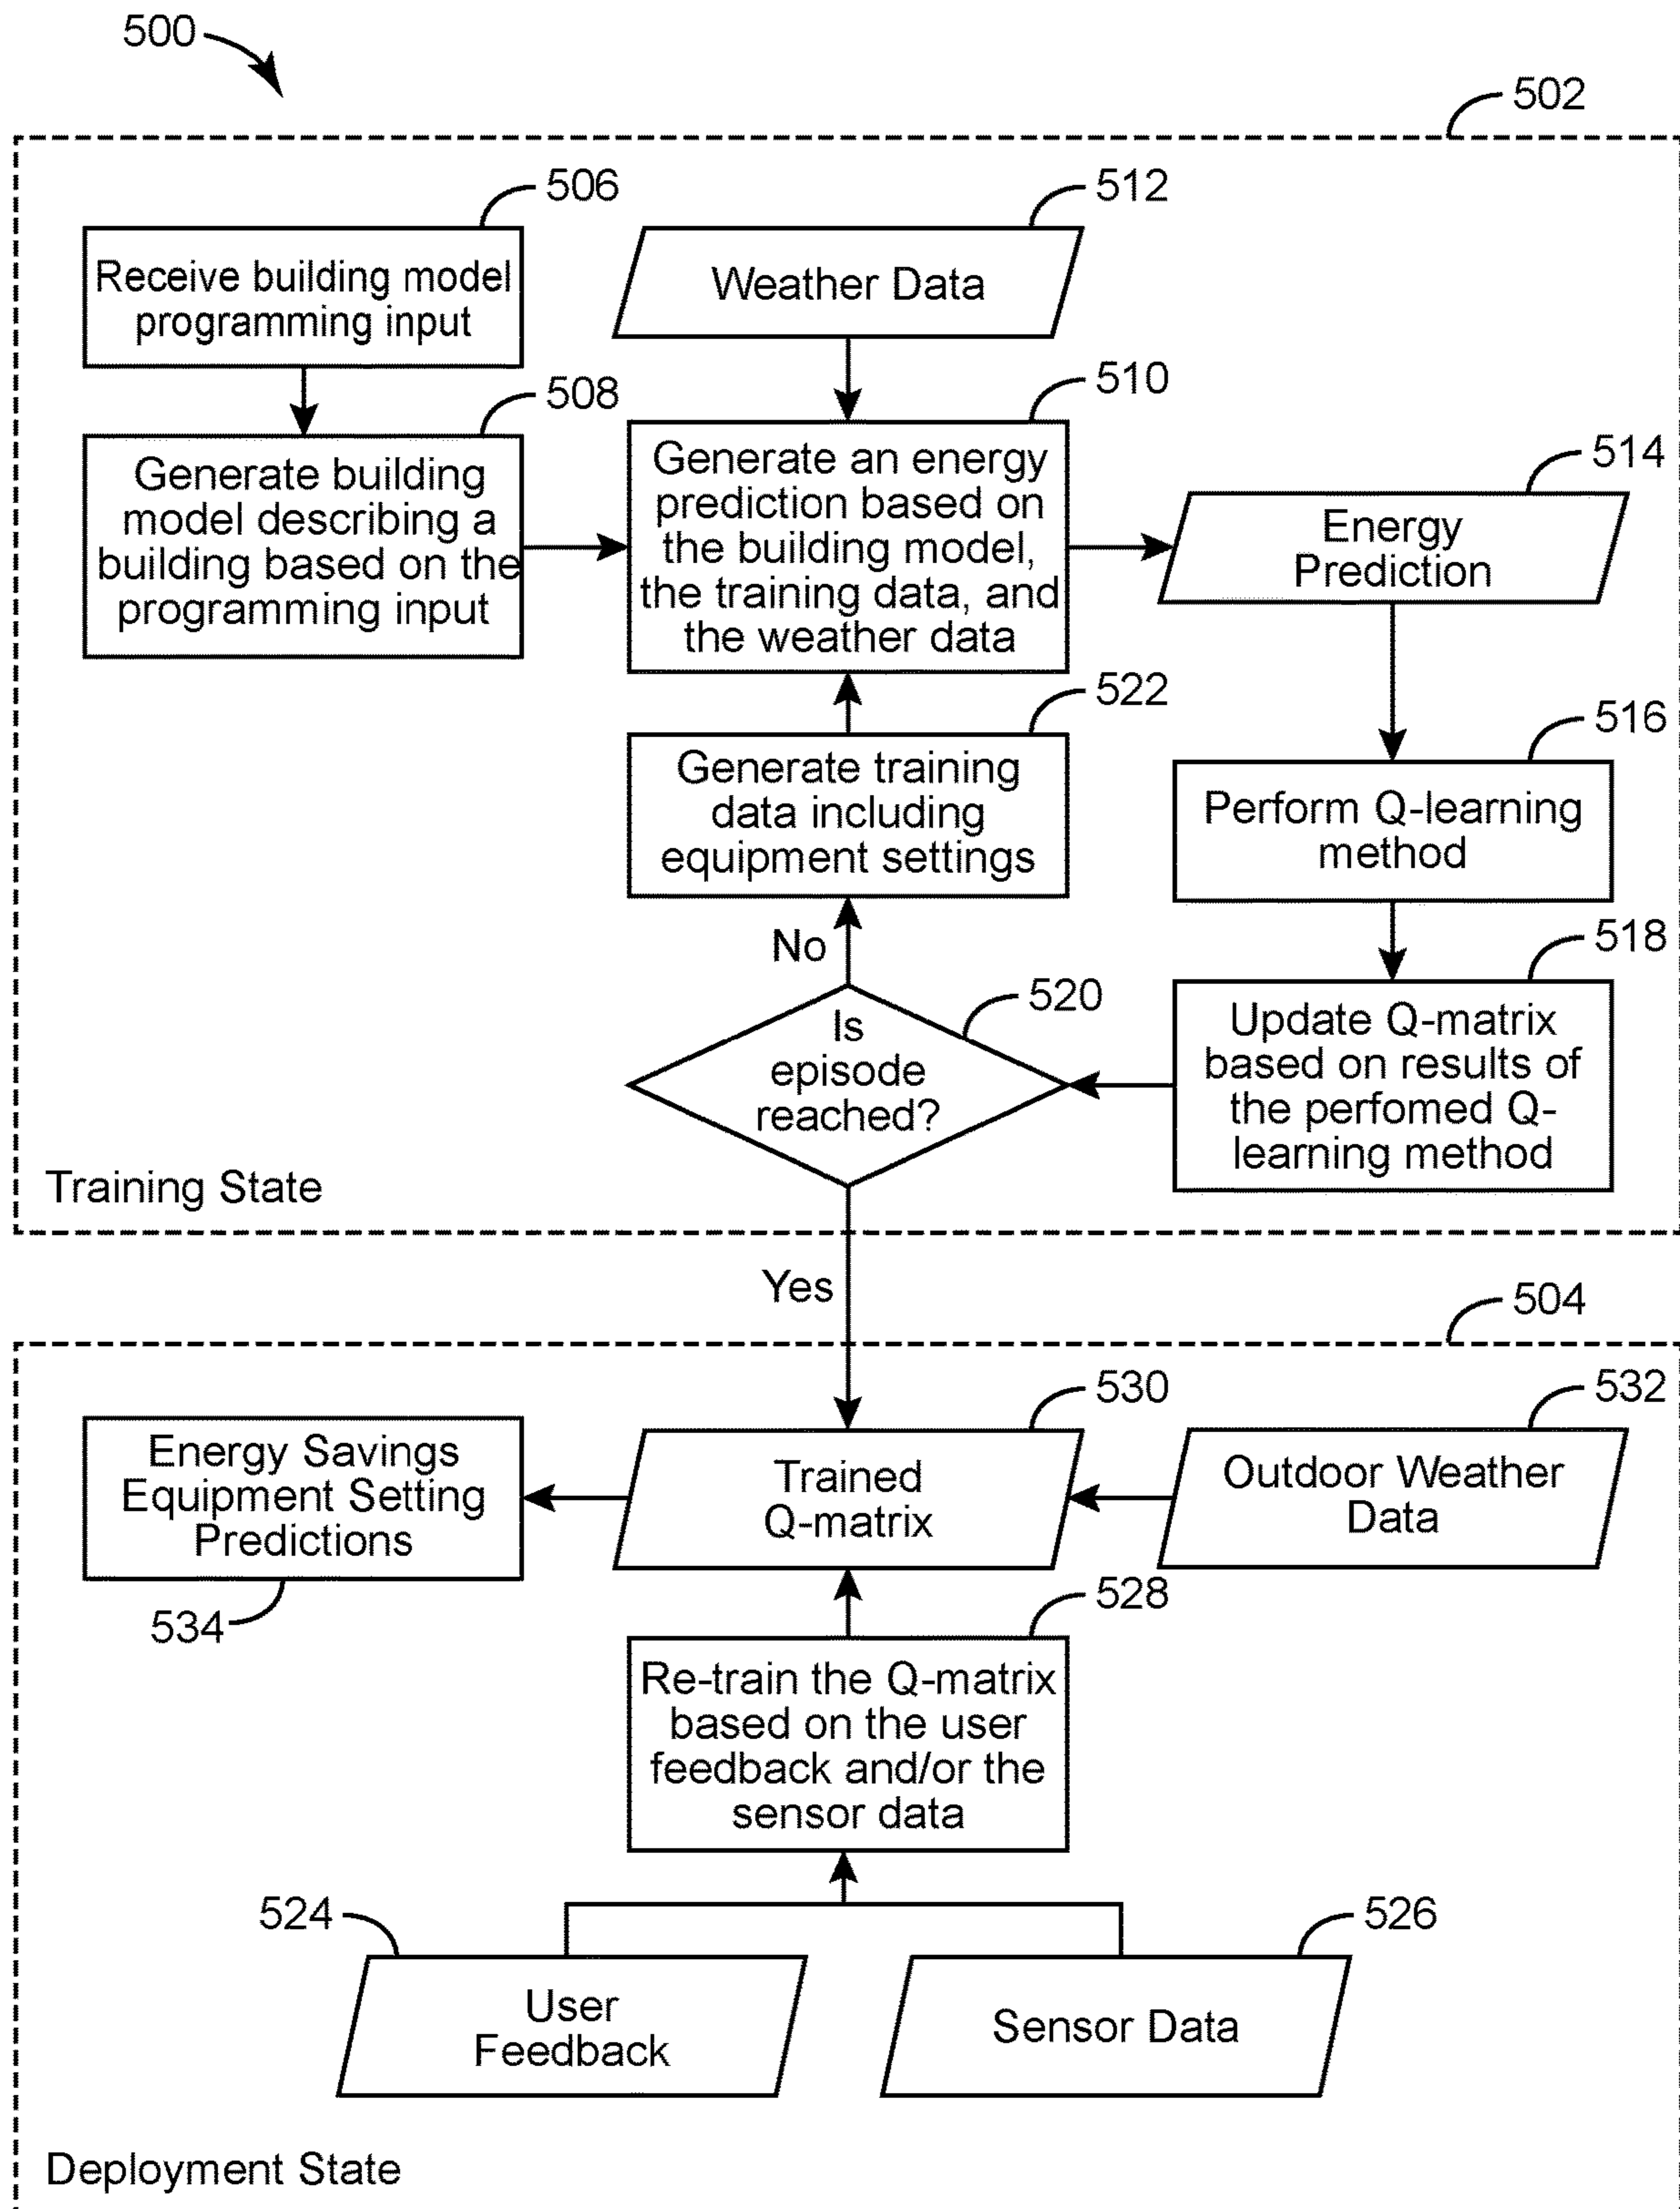 500
502
506
Receive building model
programming input
512
Weather Data
508
Generate building
model describing a
building based on the
programming input
510
Generate an energy
prediction based on
the building model,
the training data, and
the weather data
514
Energy
Prediction
522
Generate training
data including
equipment settings
516
Perform Q-learning
method
No
518
Update Q-matrix
based on results of
the perfomed Q-
learning method
520
Is
episode
reached?
Training State
Yes
504
530
Trained
Q-matrix
532
Outdoor Weather
Data
Energy Savings
Equipment Setting
Predictions
534
528
Re-train the Q-matrix
based on the user
feedback and/or the
sensor data
524
User
Feedback
526
Sensor Data
Deployment State